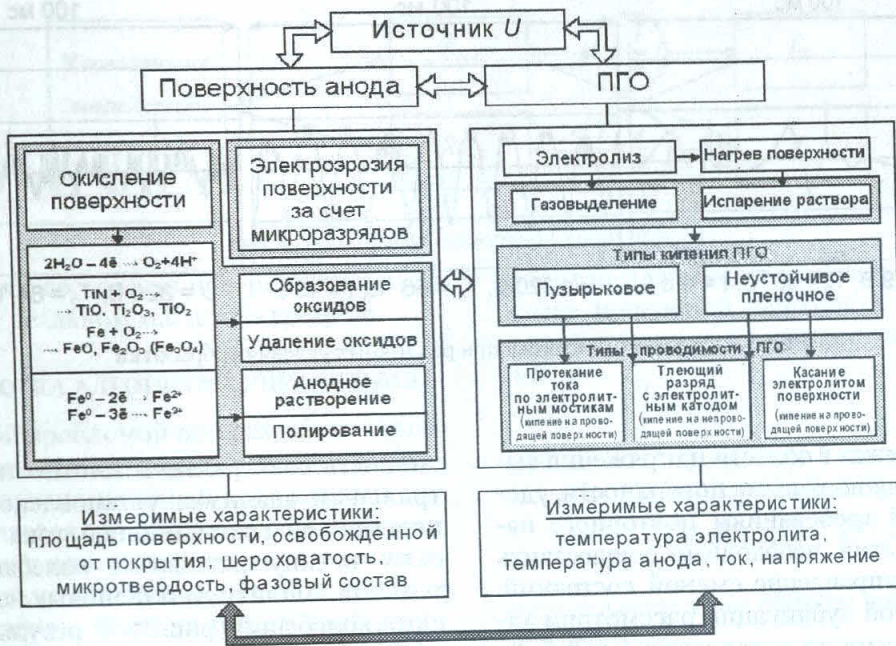 Источник U
Поверхность анода
ПГО
Окисление
поверхности
Электроэрозия
поверхности
за счет
микроразрядов
2H₂O – 4ē → O₂+4H⁺
TiN + O₂→
→ TiO, Ti₂O₃, TiO₂
Fe + O₂→
→ FeO, Fe₂O₃ (Fe₃O₄)
Fe⁰ – 2ē → Fe²⁺
Fe⁰ – 3ē → Fe³⁺
Образование
оксидов
Удаление оксидов
Анодное
растворение
Полирование
Электролиз
Нагрев поверхности
Газовыделение
Испарение раствора
Типы кипения ПГО
Пузырьковое
Неустойчивое
пленочное
Типы проводимости ПГО
Протекание
тока
по электролит-
ным мостикам
(кипение на прово-
дящей поверхности)
Тлеющий
разряд
с электролит-
ным катодом
(кипение на непрово-
дящей поверхности)
Касание
электролитом
поверхности
(кипение на прово-
дящей поверхности)
Измеримые характеристики:
площадь поверхности, освобожденной
от покрытия, шероховатость,
микротвердость, фазовый состав
Измеримые характеристики:
температура электролита,
температура анода, ток, напряжение